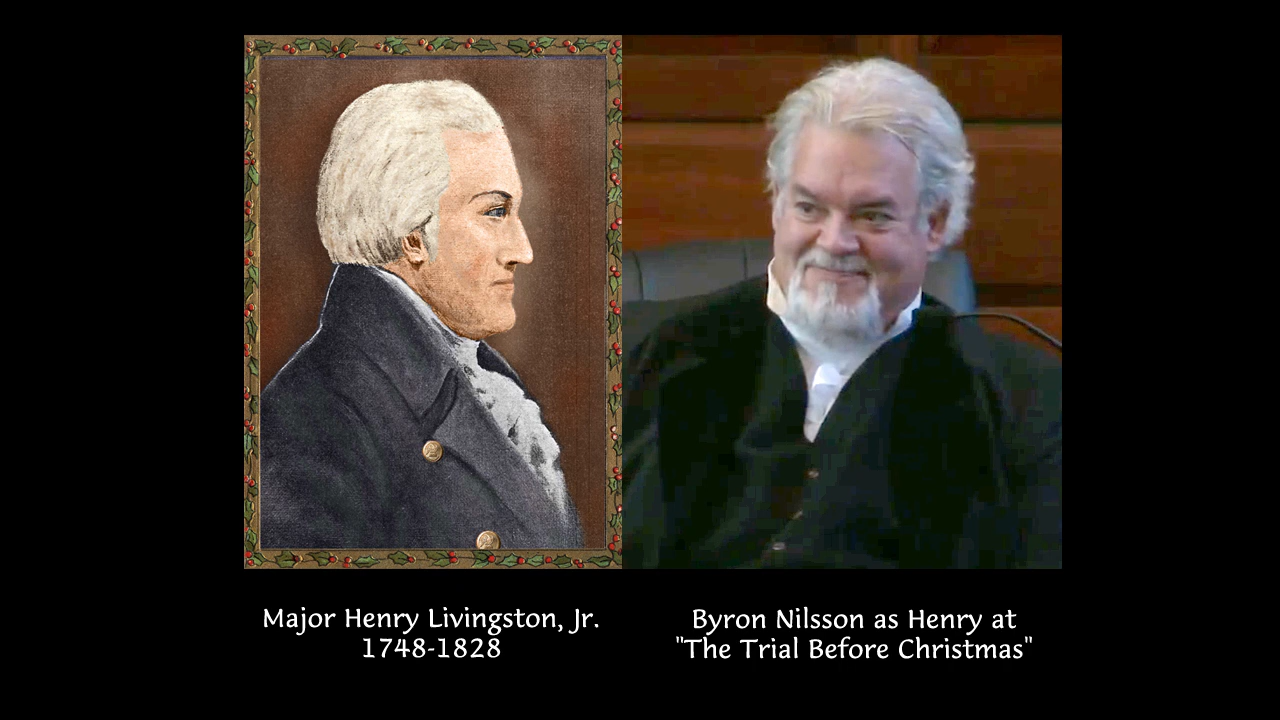 Major Henry Livingston, Jr.
1748-1828
Byron Nilsson as Henry at
"The Trial Before Christmas"